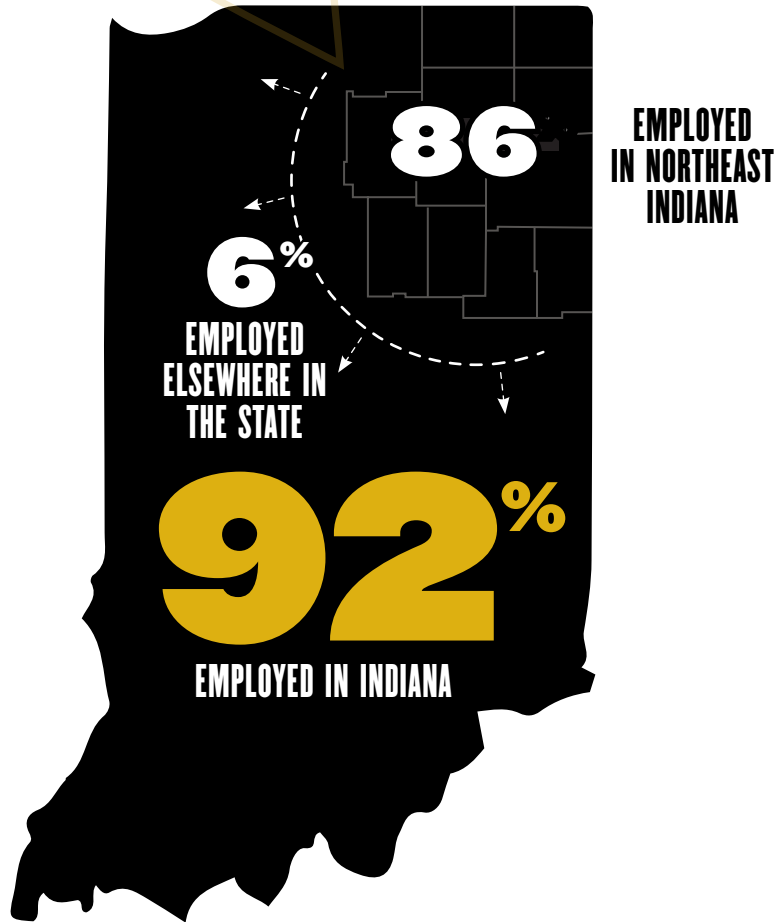 86
EMPLOYED
IN NORTHEAST
INDIANA
6%
EMPLOYED
ELSEWHERE IN
THE STATE
92%
EMPLOYED IN INDIANA